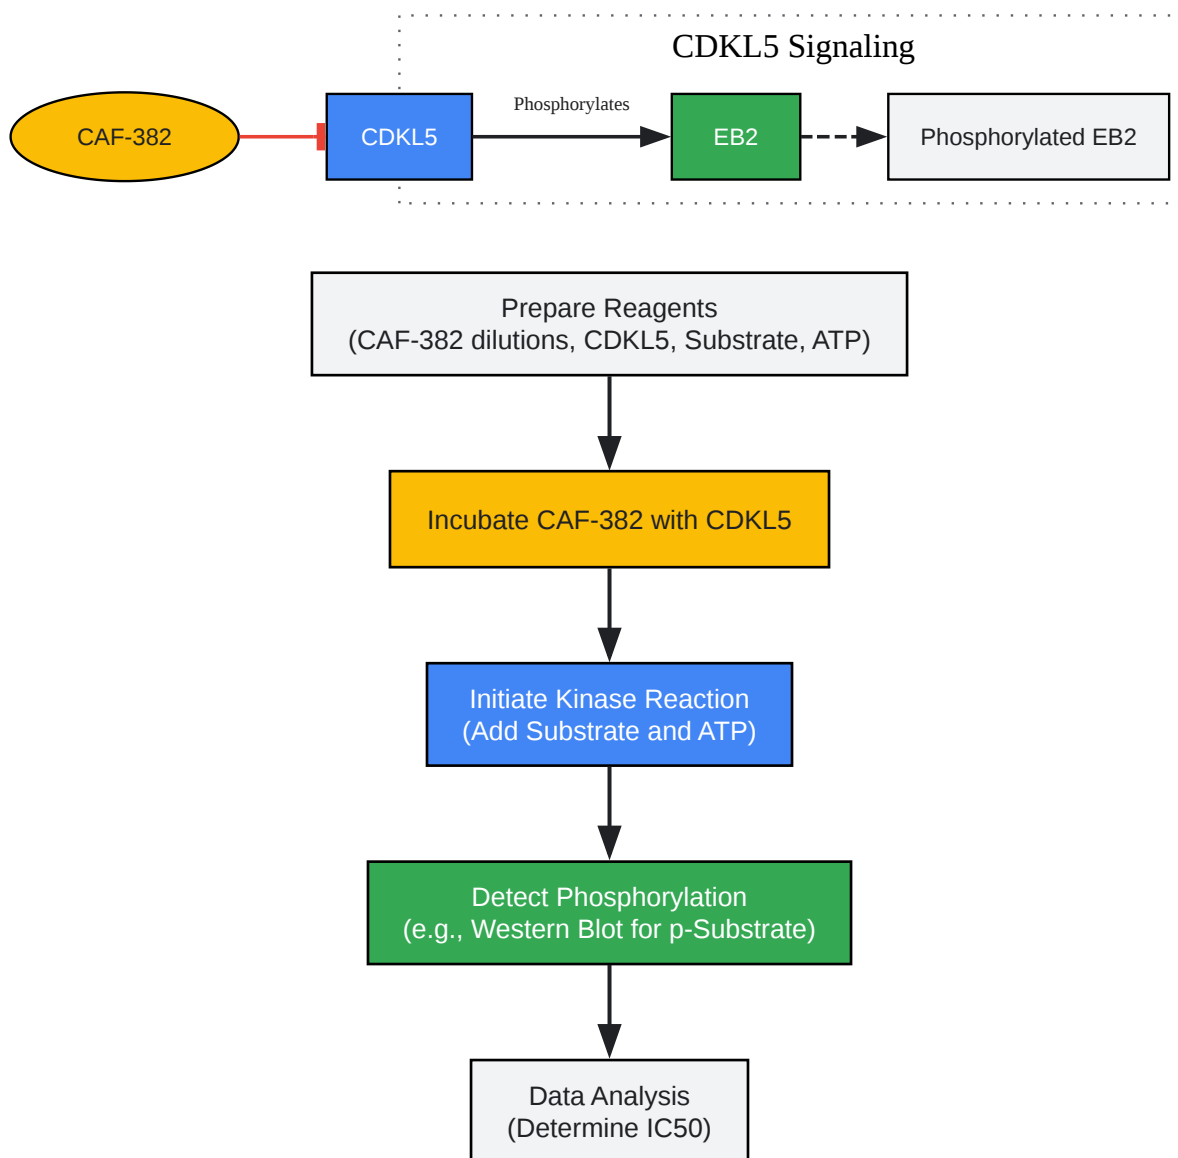 CDKL5 Signaling
CAF-382
CDKL5
Phosphorylates
EB2
Phosphorylated EB2
Prepare Reagents
(CAF-382 dilutions, CDKL5, Substrate, ATP)
Incubate CAF-382 with CDKL5
Initiate Kinase Reaction
(Add Substrate and ATP)
Detect Phosphorylation
(e.g., Western Blot for p-Substrate)
Data Analysis
(Determine IC50)